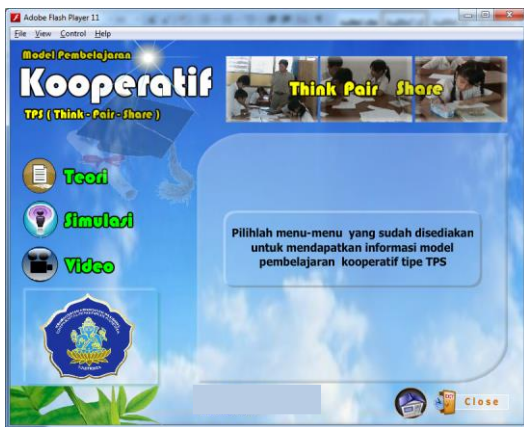 Adobe Flash Player 11
File View Control Help
Model Pembelajaran
Kooperatif
TPS ( Think - Pair - Share )
Think Pair Share
Teori
Simulasi
Video
Pilihlah menu-menu yang sudah disediakan
untuk mendapatkan informasi model
pembelajaran kooperatif tipe TPS
Close